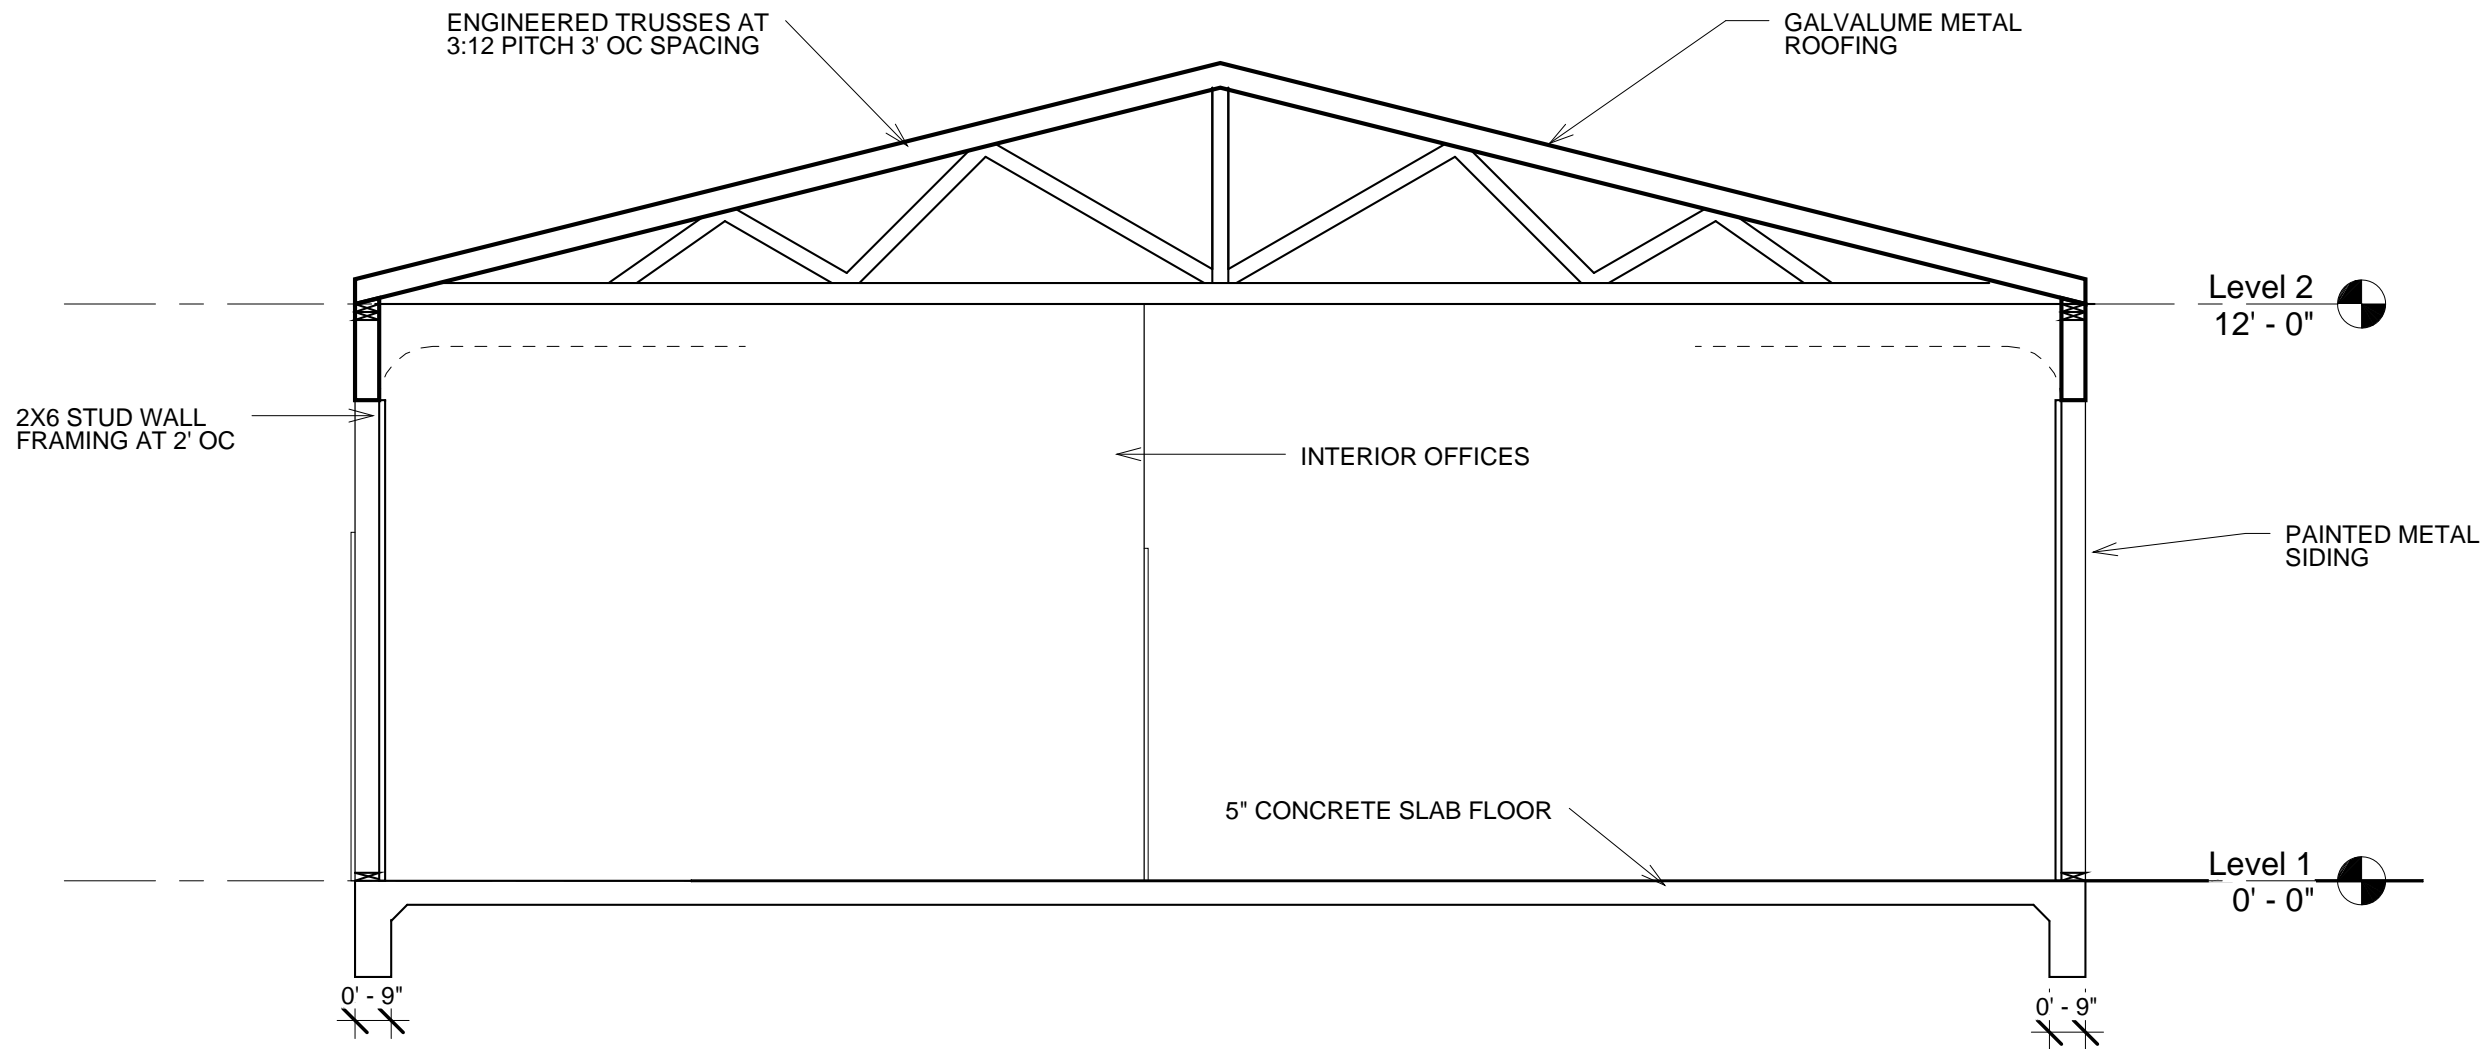 ENGINEERED TRUSSES AT
3:12 PITCH 3' OC SPACING
GALVALUME METAL
ROOFING
Level 2
12' - 0"
2X6 STUD WALL
FRAMING AT 2' OC
INTERIOR OFFICES
PAINTED METAL
SIDING
5" CONCRETE SLAB FLOOR
Level 1
0' - 0"
0' - 9"
0' - 9"